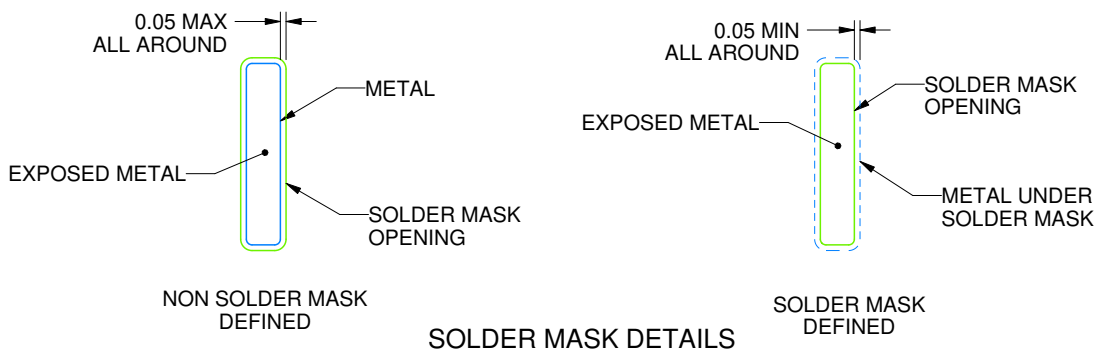 0.05 MAX
ALL AROUND
METAL
EXPOSED METAL
SOLDER MASK
OPENING
NON SOLDER MASK
DEFINED
0.05 MIN
ALL AROUND
SOLDER MASK
OPENING
EXPOSED METAL
METAL UNDER
SOLDER MASK
SOLDER MASK
DEFINED
SOLDER MASK DETAILS